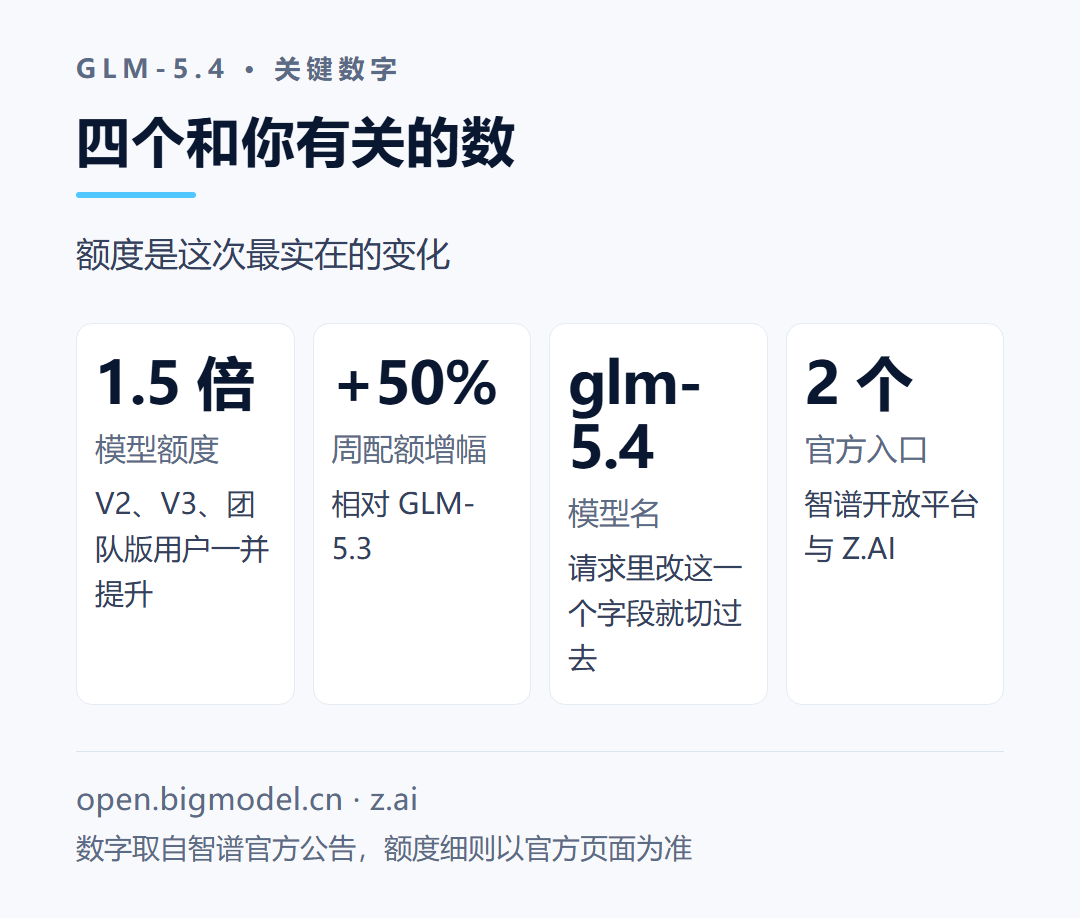 GLM-5.4 • 关键数字
四个和你有关的数
额度是这次最实在的变化
1.5 倍
模型额度
V2、V3、团
队版用户一并
提升
+50%
周配额增幅
相对 GLM-
5.3
glm-
5.4
模型名
请求里改这一
个字段就切过
去
2 个
官方入口
智谱开放平台
与 Z.AI
open.bigmodel.cn · z.ai
数字取自智谱官方公告，额度细则以官方页面为准